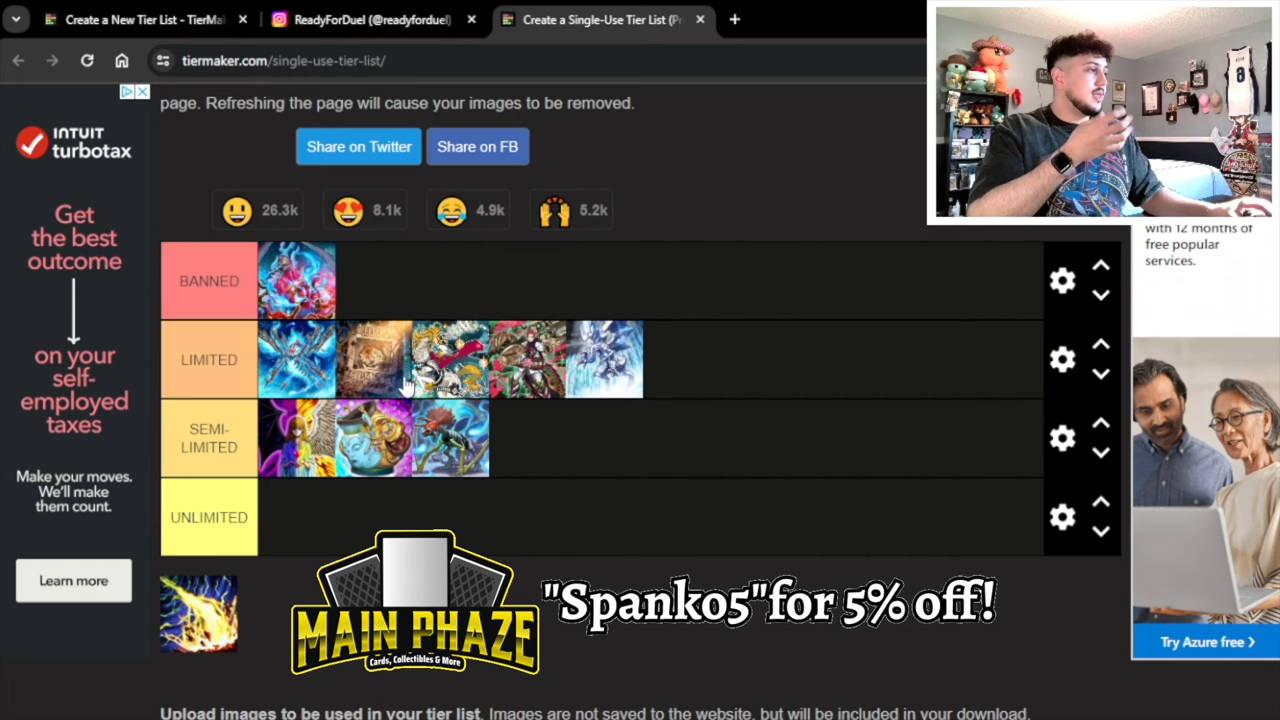 Create a New Tier List - TierMa
ReadyForDuel (@readyforduel)
Create a Single-Use Tier List (P
tiermaker.com/single-use-tier-list/
page. Refreshing the page will cause your images to be removed.
Share on Twitter
Share on FB
26.3k
8.1k
4.9k
5.2k
INTUIT
turbotax
Get
the best
outcome
on your
self-
employed
taxes
Make your moves.
We'll make
them count.
Learn more
BANNED
LIMITED
SEMI-
LIMITED
UNLIMITED
with 12 months of
free popular
services.
Try Azure free >
MAIN PHAZE
Cards, Collectibles & More
"Spanko5"for 5% off!
Upload images to be used in your tier list. Images are not saved to the website, but will be included in your download.